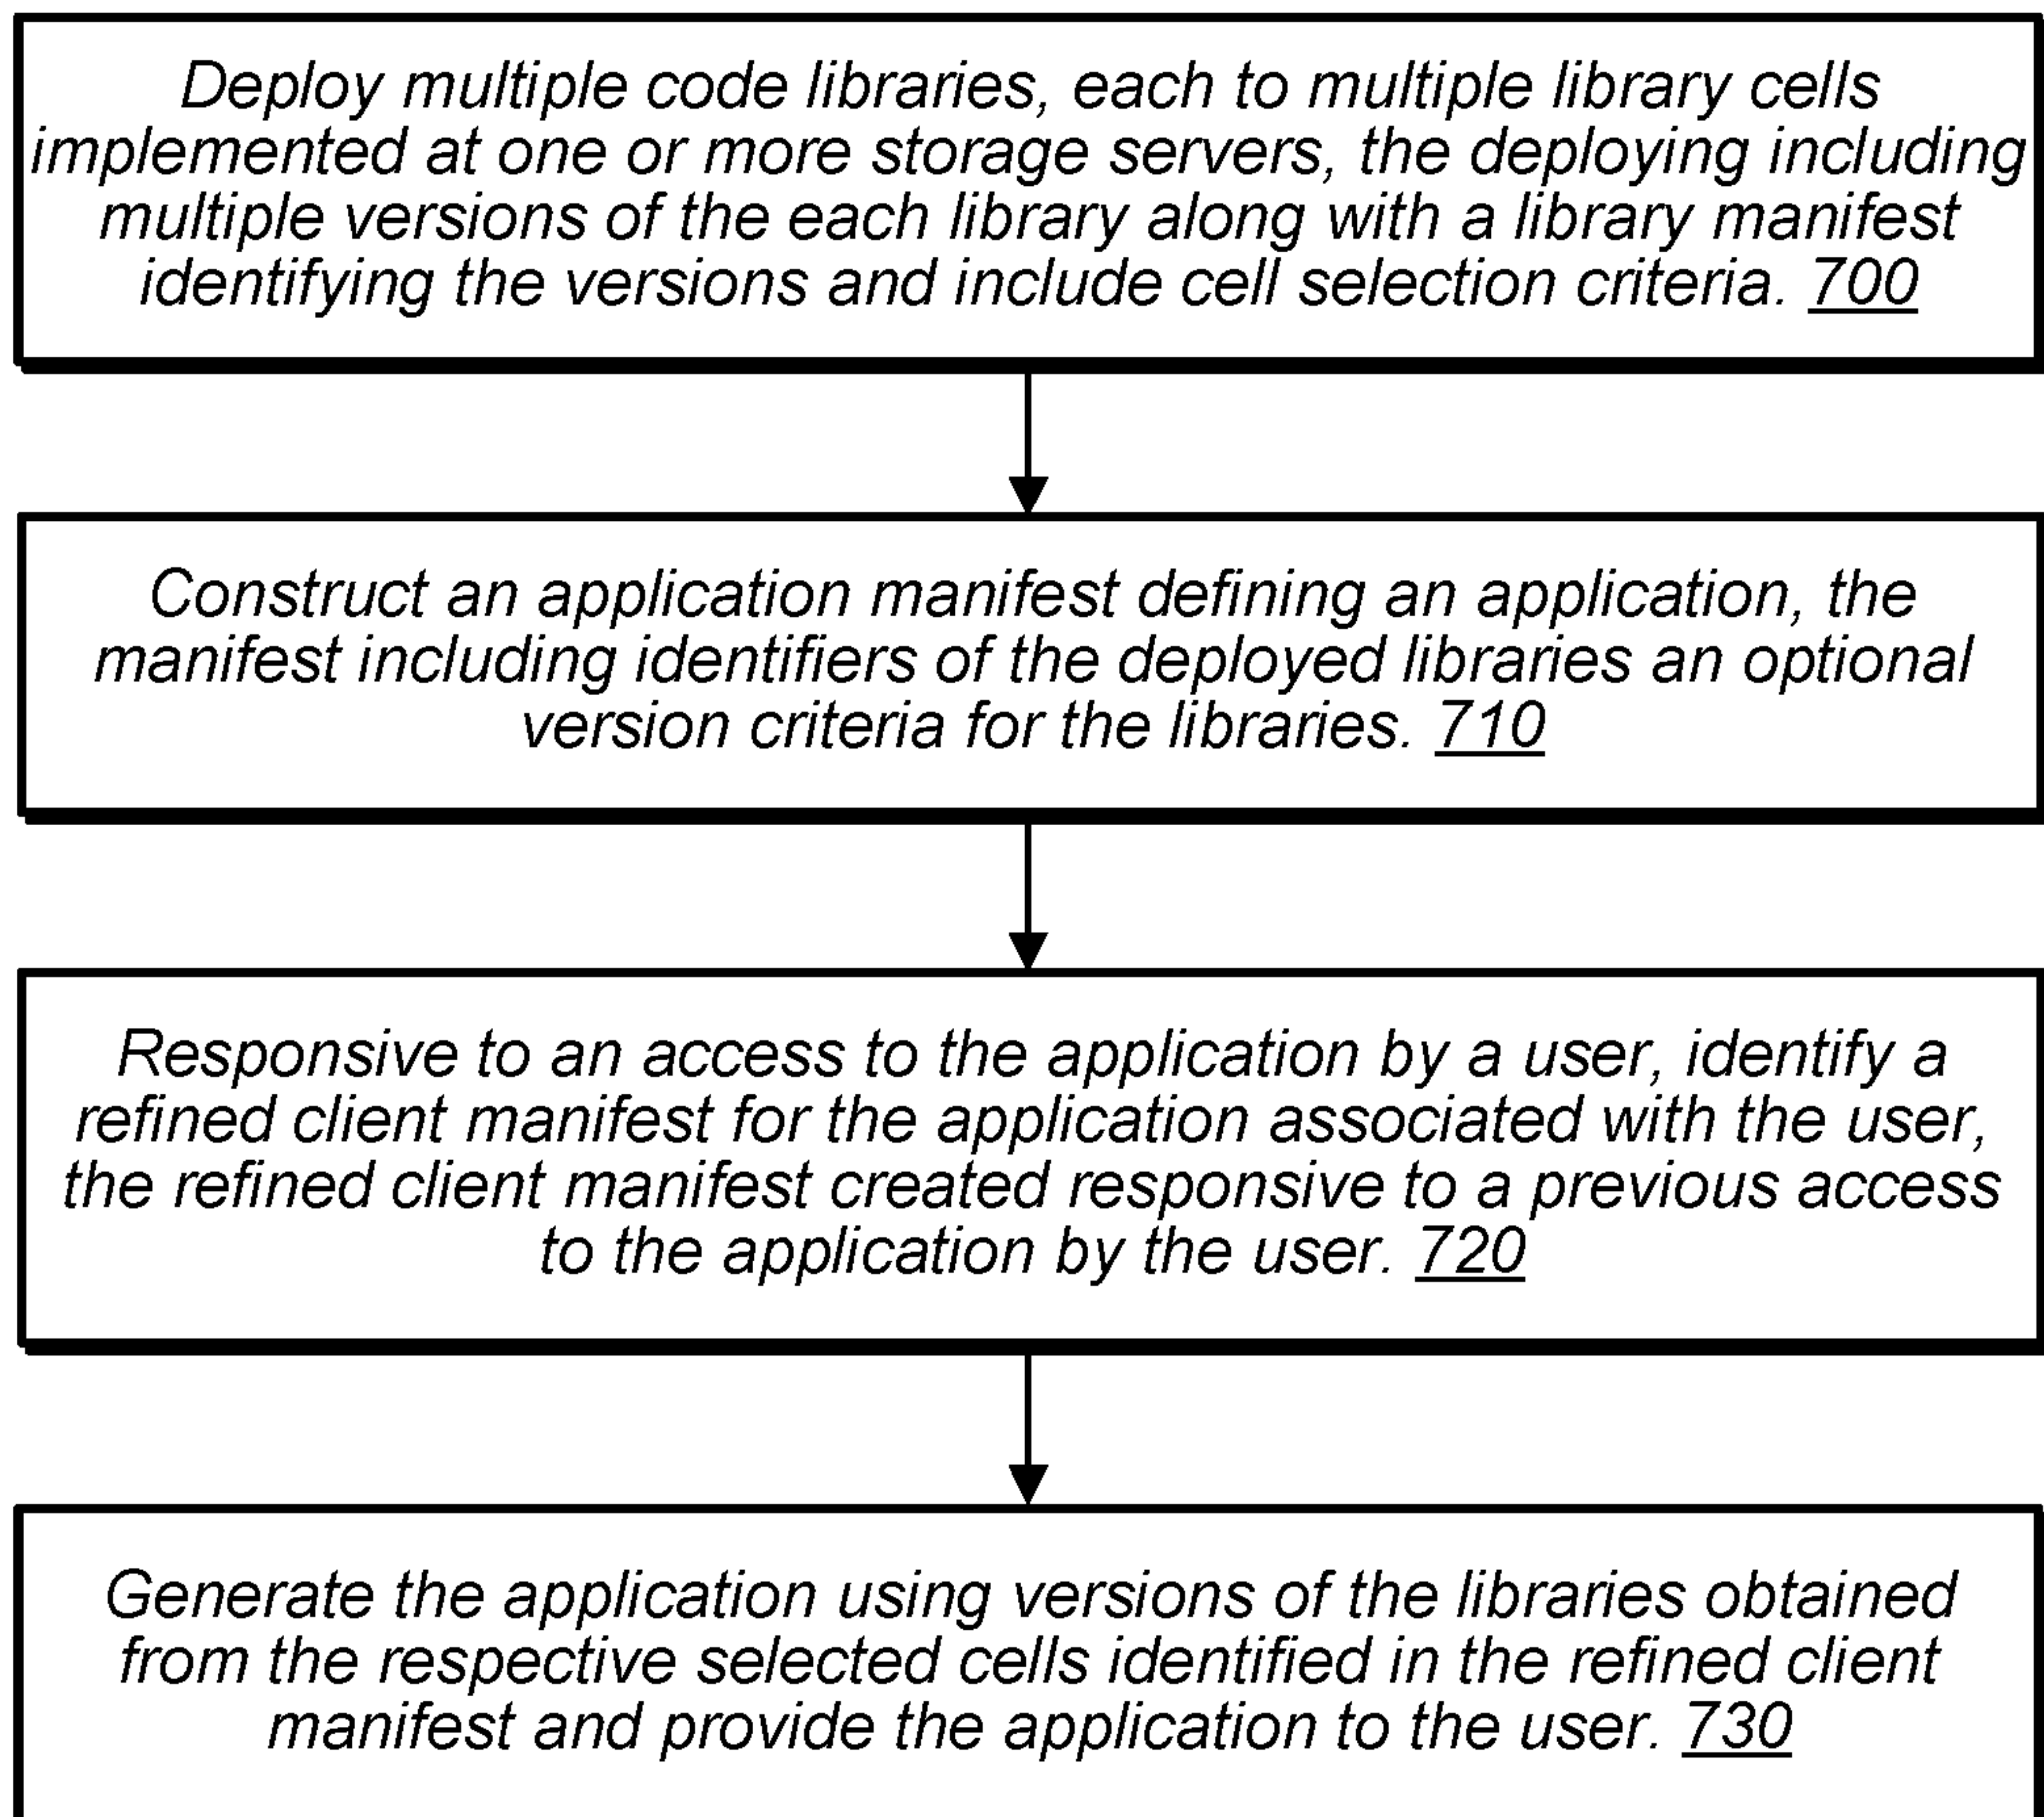 Deploy multiple code libraries, each to multiple library cells
implemented at one or more storage servers, the deploying including
multiple versions of the each library along with a library manifest
identifying the versions and include cell selection criteria. 700
Construct an application manifest defining an application, the
manifest including identifiers of the deployed libraries an optional
version criteria for the libraries. 710
Responsive to an access to the application by a user, identify a
refined client manifest for the application associated with the user,
the refined client manifest created responsive to a previous access
to the application by the user. 720
Generate the application using versions of the libraries obtained
from the respective selected cells identified in the refined client
manifest and provide the application to the user. 730